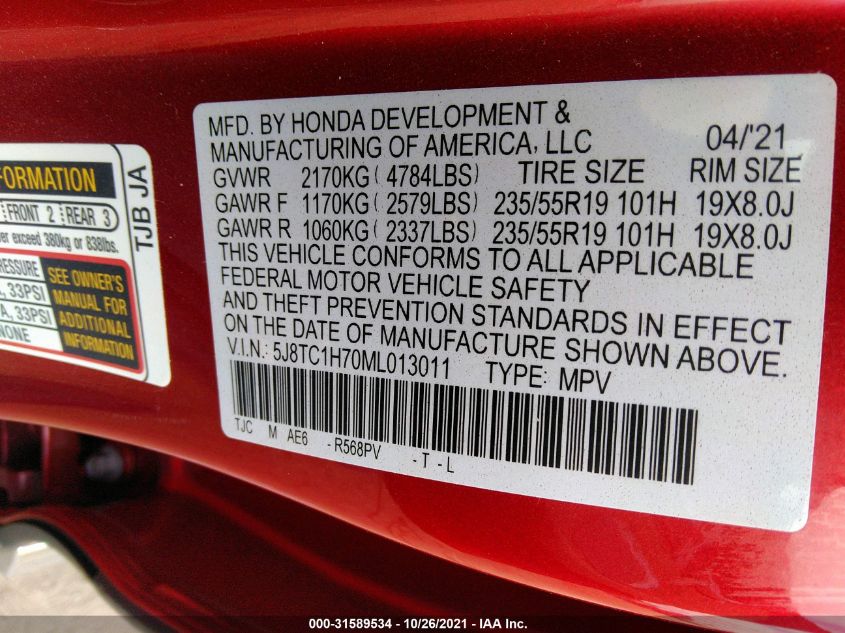 FORMATION
FRONT 2 REAR 3
exceed 380kg or 838lbs.
PRESSURE
33PSI
33PSI
SEE OWNER'S
MANUAL FOR
ADDITIONAL
INFORMATION
TJB JA
MFD. BY HONDA DEVELOPMENT &
MANUFACTURING OF AMERICA, LLC 04/'21
GVWR 2170KG ( 4784LBS) TIRE SIZE RIM SIZE
GAWR F 1170KG ( 2579LBS) 235/55R19 101H 19X8.0J
GAWR R 1060KG ( 2337LBS) 235/55R19 101H 19X8.0J
THIS VEHICLE CONFORMS TO ALL APPLICABLE
FEDERAL MOTOR VEHICLE SAFETY
AND THEFT PREVENTION STANDARDS IN EFFECT
ON THE DATE OF MANUFACTURE SHOWN ABOVE.
V.I.N.: 5J8TC1H70ML013011 TYPE: MPV
TJC M AE6 -R568PV -T-L
000-31589534 - 10/26/2021 - IAA Inc.